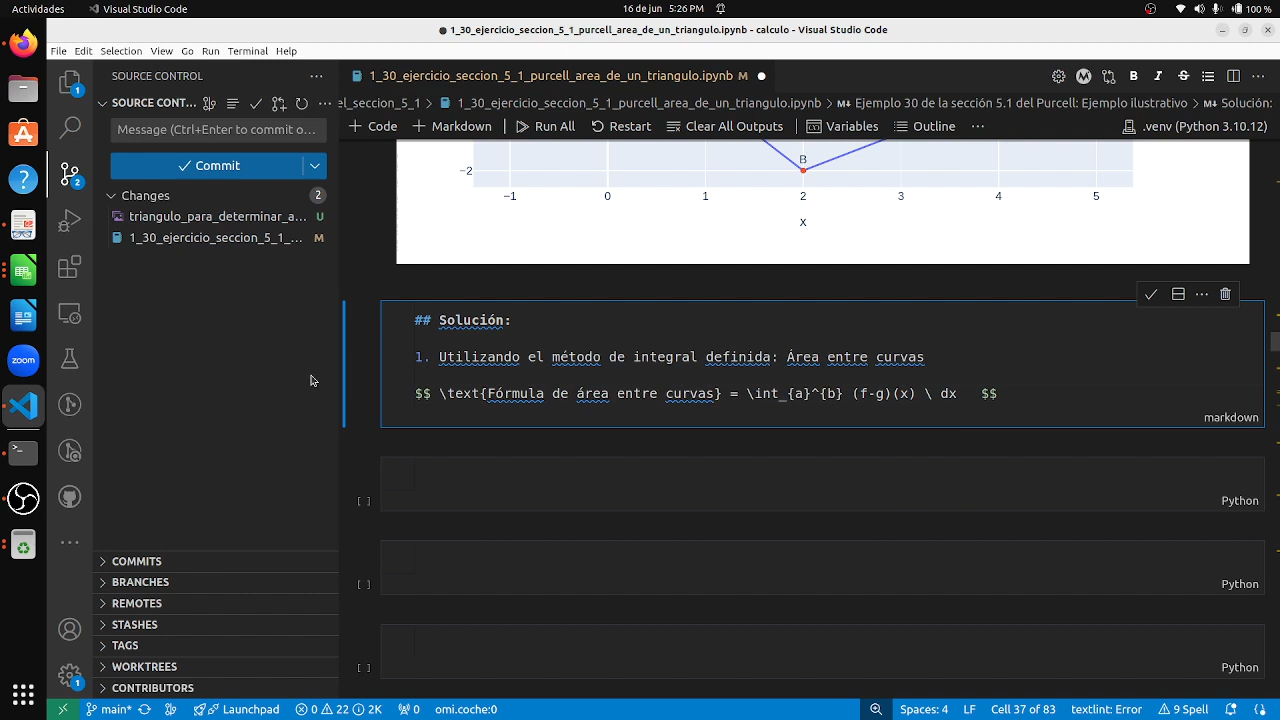 Actividades
Visual Studio Code
16 de jun 5:26 PM
100 %
1_30_ejercicio_seccion_5_1_purcell_area_de_un_triangulo.ipynb - calculo - Visual Studio Code
File Edit Selection View Go Run Terminal Help
SOURCE CONTROL
1_30_ejercicio_seccion_5_1_purcell_area_de_un_triangulo.ipynb M
SOURCE CONT...
el_seccion_5_1 > 1_30_ejercicio_seccion_5_1_purcell_area_de_un_triangulo.ipynb > Ejemplo 30 de la sección 5.1 del Purcell: Ejemplo ilustrativo > Solución:
Message (Ctrl+Enter to commit o...
+ Code + Markdown Run All Restart Clear All Outputs Variables Outline ... .venv (Python 3.10.12)
Commit
Changes 2
triangulo_para_determinar_a... U
1_30_ejercicio_seccion_5_1_... M
B
−2
−1 0 1 2 3 4 5
x
## Solución:
1. Utilizando el método de integral definida: Área entre curvas
$$ \text{Fórmula de área entre curvas} = \int_{a}^{b} (f-g)(x) \ dx $$
markdown
[ ] Python
[ ] Python
[ ] Python
COMMITS
BRANCHES
REMOTES
STASHES
TAGS
WORKTREES
CONTRIBUTORS
zoom
1
2
1
main* Launchpad 0 22 2K 0 omi.coche:0 Spaces: 4 LF Cell 37 of 83 textlint: Error 9 Spell